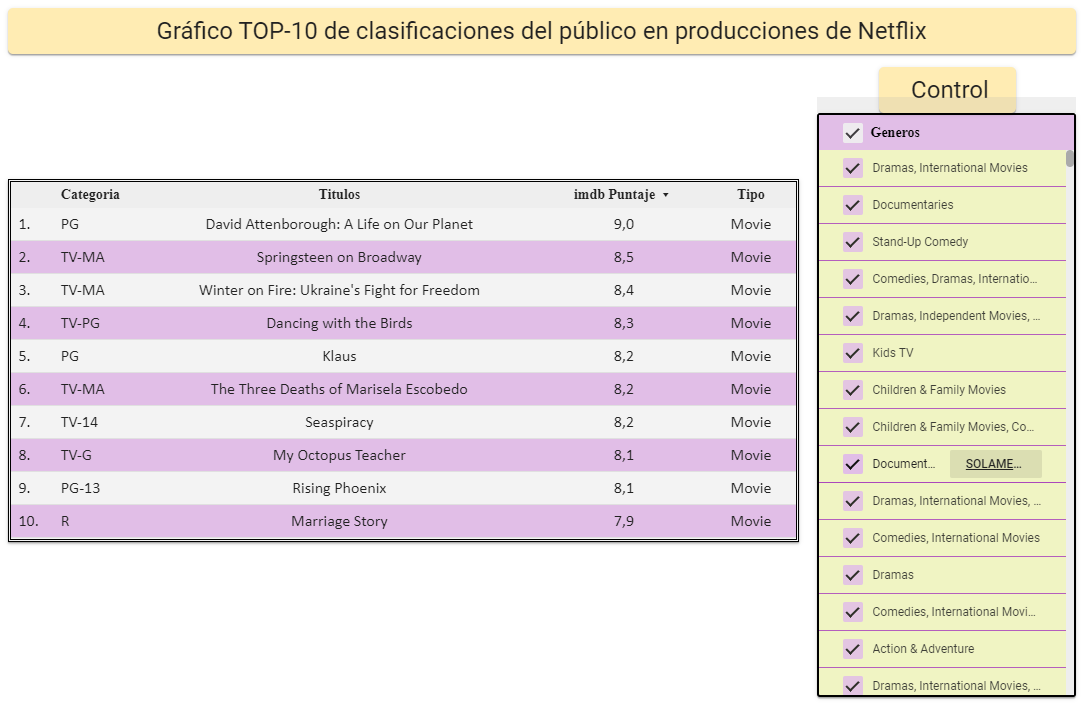 Gráfico TOP-10 de clasificaciones del público en producciones de Netflix
Control
Categoria Titulos imdb Puntaje Tipo
1. PG David Attenborough: A Life on Our Planet 9,0 Movie
2. TV-MA Springsteen on Broadway 8,5 Movie
3. TV-MA Winter on Fire: Ukraine's Fight for Freedom 8,4 Movie
4. TV-PG Dancing with the Birds 8,3 Movie
5. PG Klaus 8,2 Movie
6. TV-MA The Three Deaths of Marisela Escobedo 8,2 Movie
7. TV-14 Seaspiracy 8,2 Movie
8. TV-G My Octopus Teacher 8,1 Movie
9. PG-13 Rising Phoenix 8,1 Movie
10. R Marriage Story 7,9 Movie
Generos
Dramas, International Movies
Documentaries
Stand-Up Comedy
Comedies, Dramas, Internatio...
Dramas, Independent Movies, ...
Kids TV
Children & Family Movies
Children & Family Movies, Co...
Document... SOLAME...
Dramas, International Movies, ...
Comedies, International Movies
Dramas
Comedies, International Movi...
Action & Adventure
Dramas, International Movies, ...